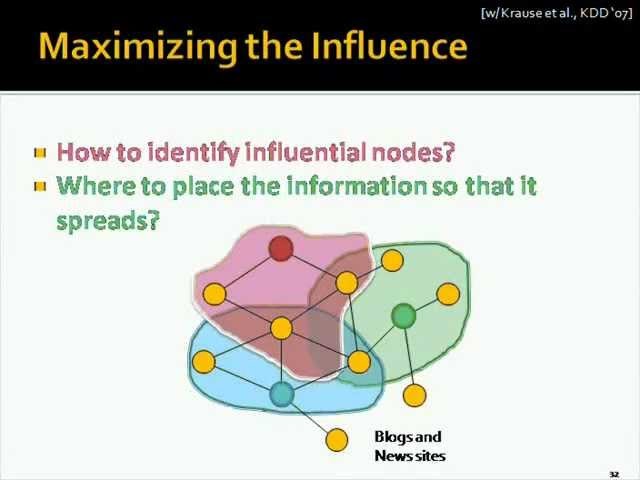 [w/ Krause et al., KDD '07]
Maximizing the Influence
How to identify influential nodes?
Where to place the information so that it
spreads?
Blogs and
News sites
32